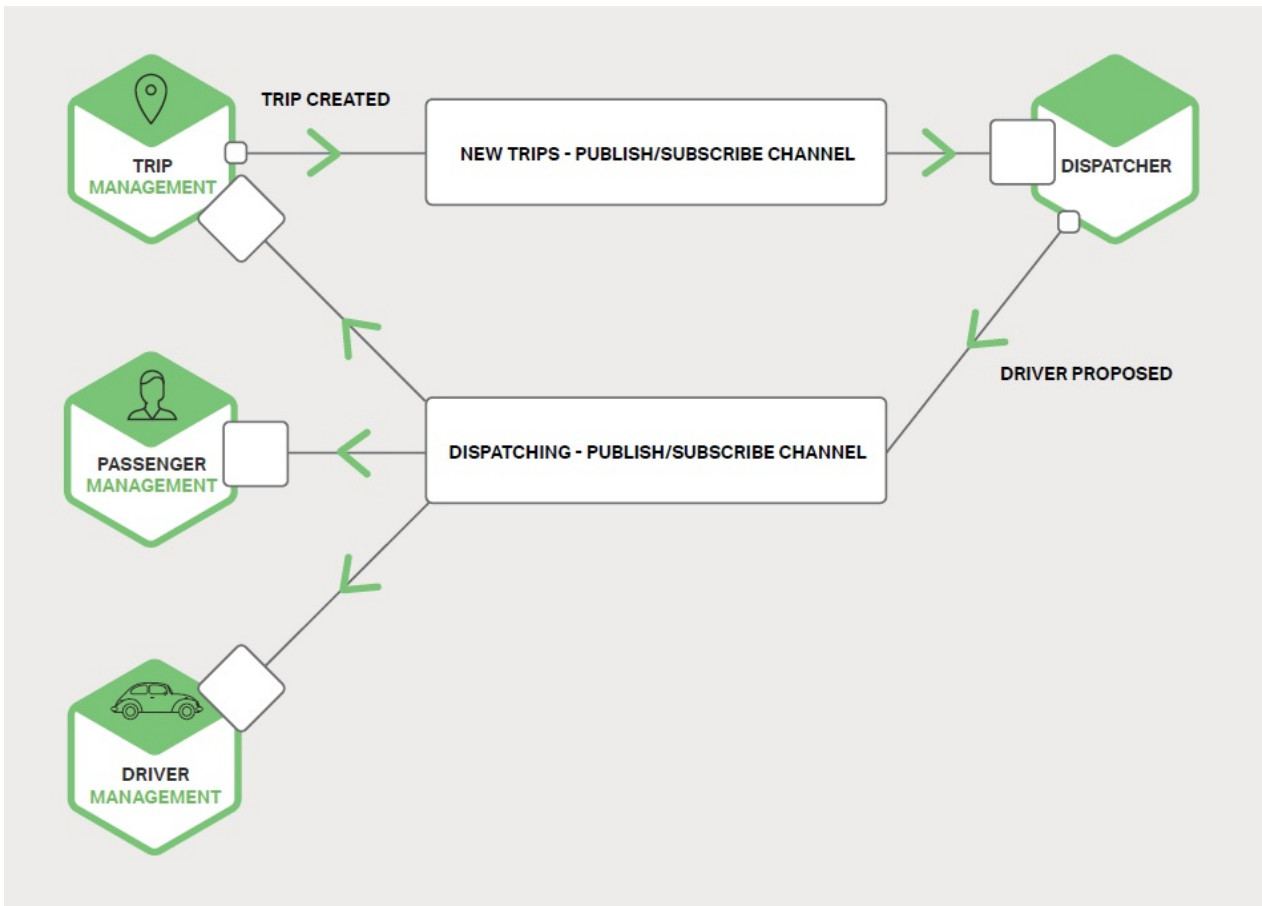 TRIP CREATED
TRIP
MANAGEMENT
NEW TRIPS - PUBLISH/SUBSCRIBE CHANNEL
DISPATCHER
DRIVER PROPOSED
PASSENGER
MANAGEMENT
DISPATCHING - PUBLISH/SUBSCRIBE CHANNEL
DRIVER
MANAGEMENT